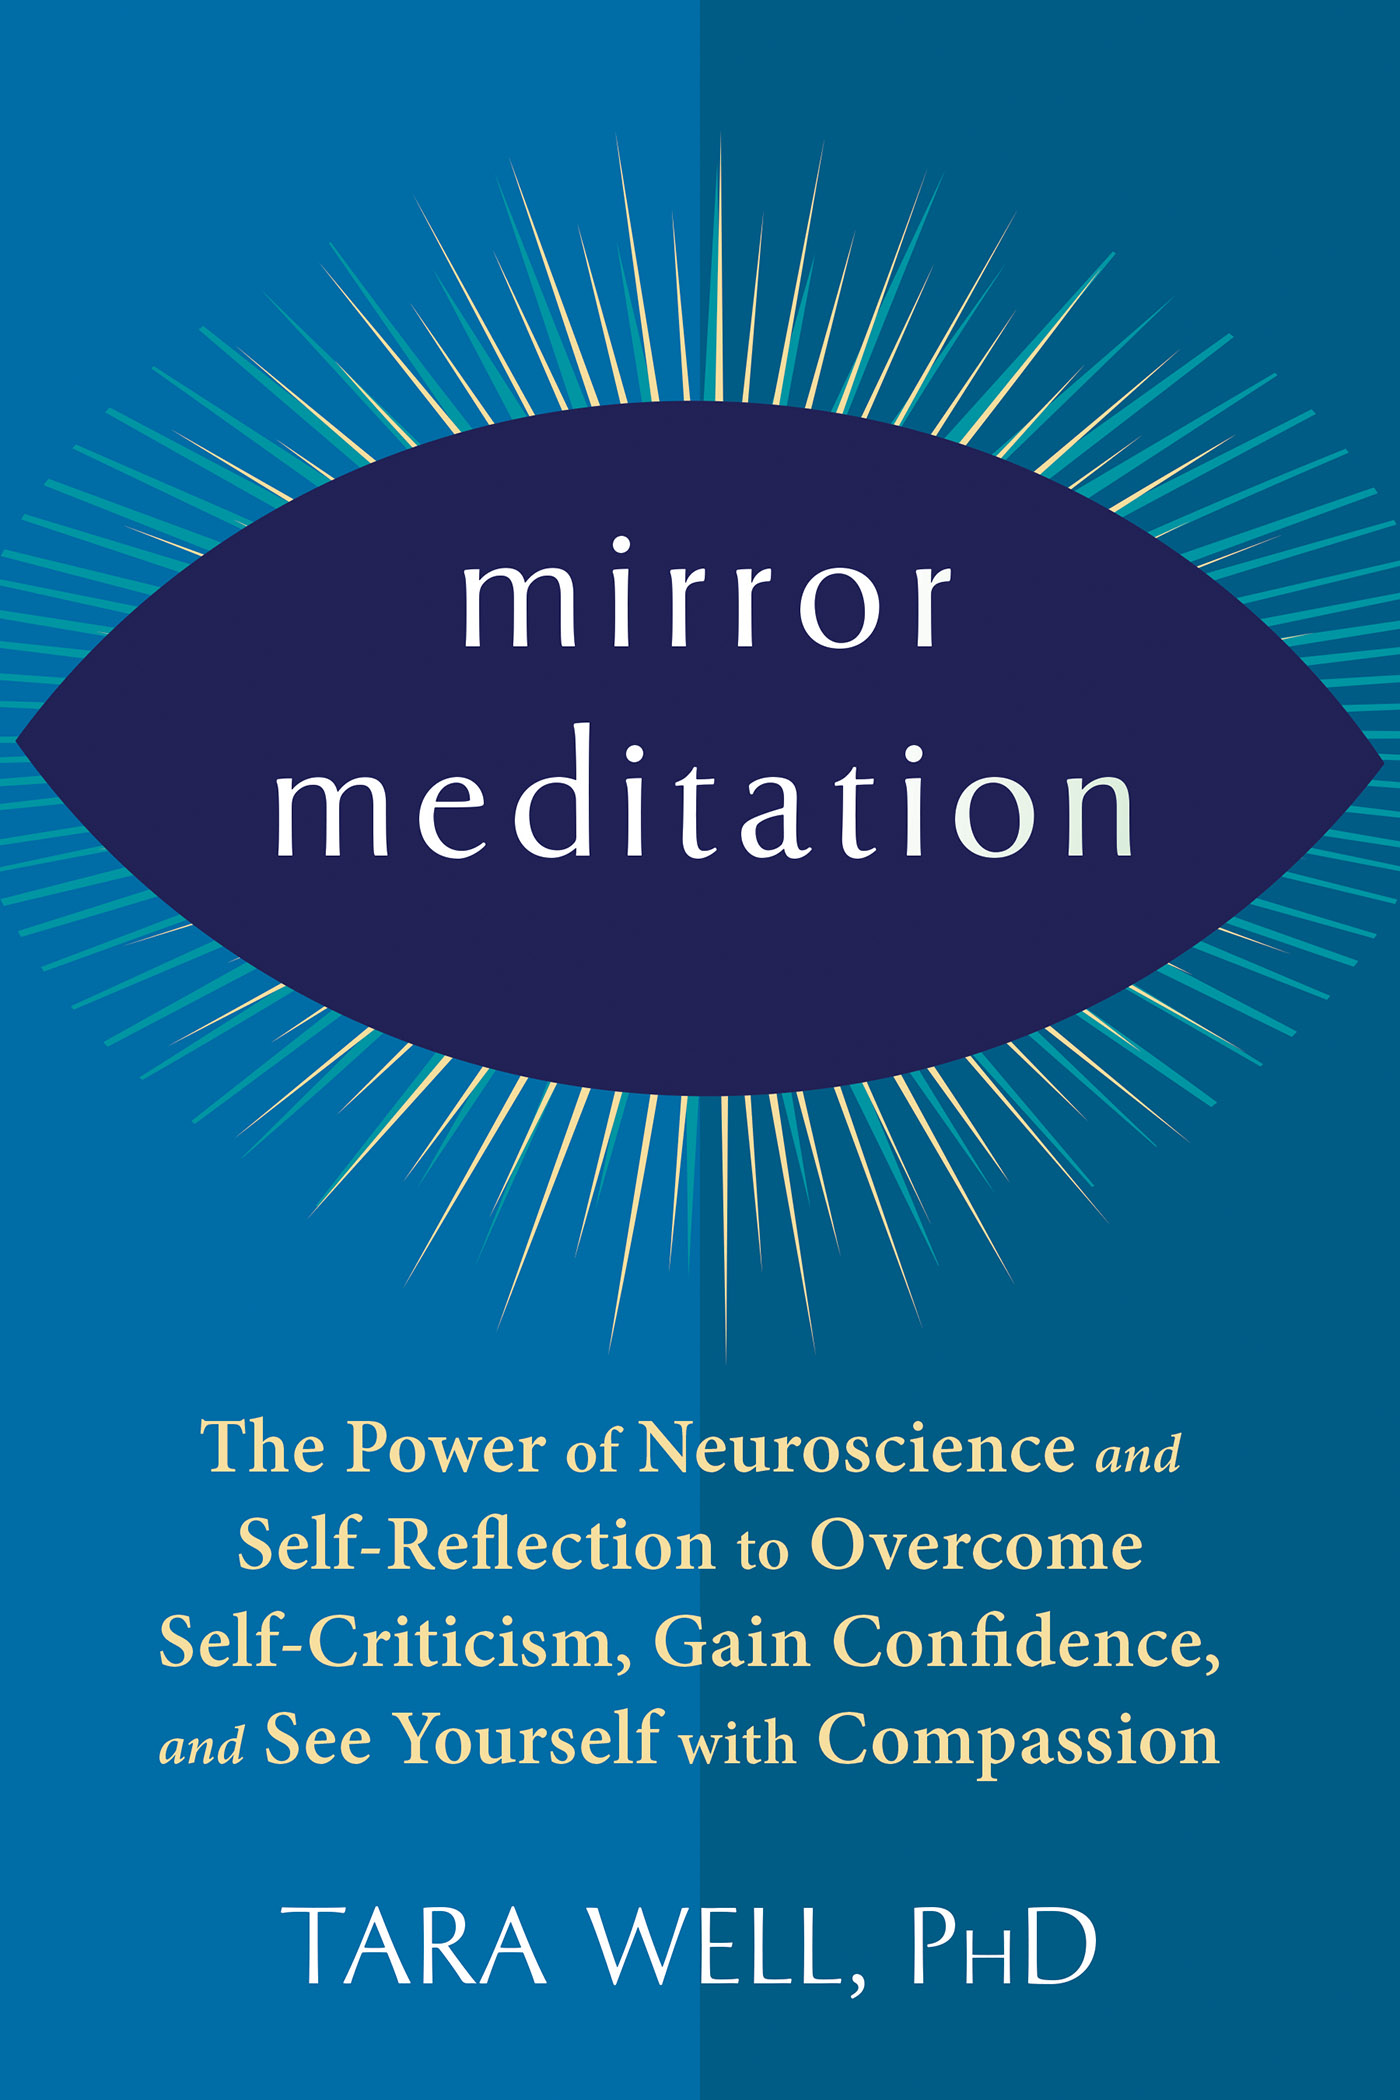 mirror
meditation
The Power of Neuroscience and
Self-Reflection to Overcome
Self-Criticism, Gain Confidence,
and See Yourself with Compassion
TARA WELL, PHD